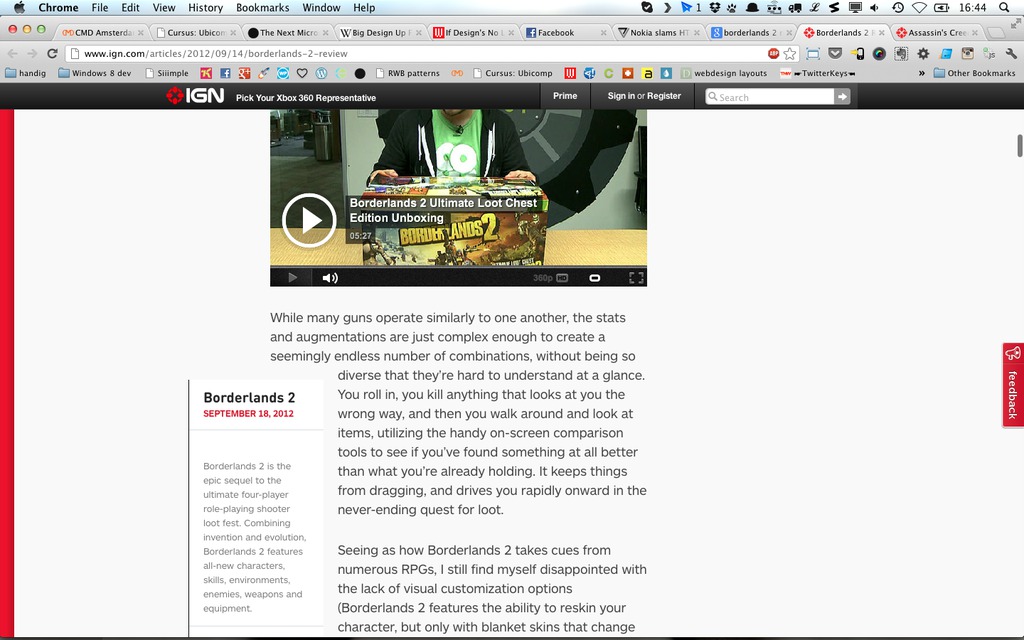 Chrome File Edit View History Bookmarks Window Help 1 16:44
CMD Amsterda Cursus: Ubicom The Next Micro Big Design Up If Design's No L Facebook Nokia slams HT borderlands 2 Borderlands 2 Assassin's Cree
www.ign.com/articles/2012/09/14/borderlands-2-review
handig Windows 8 dev Siiimple RWB patterns Cursus: Ubicomp webdesign layouts TwitterKeys » Other Bookmarks
IGN Pick Your Xbox 360 Representative Prime Sign in or Register Search
Borderlands 2 Ultimate Loot Chest
Edition Unboxing
05:27
BORDERLANDS 2
360p HD
While many guns operate similarly to one another, the stats
and augmentations are just complex enough to create a
seemingly endless number of combinations, without being so
diverse that they're hard to understand at a glance.
You roll in, you kill anything that looks at you the
wrong way, and then you walk around and look at
items, utilizing the handy on-screen comparison
tools to see if you've found something at all better
than what you're already holding. It keeps things
from dragging, and drives you rapidly onward in the
never-ending quest for loot.
Borderlands 2
SEPTEMBER 18, 2012
Borderlands 2 is the
epic sequel to the
ultimate four-player
role-playing shooter
loot fest. Combining
invention and evolution,
Borderlands 2 features
all-new characters,
skills, environments,
enemies, weapons and
equipment.
Seeing as how Borderlands 2 takes cues from
numerous RPGs, I still find myself disappointed with
the lack of visual customization options
(Borderlands 2 features the ability to reskin your
character, but only with blanket skins that change
feedback